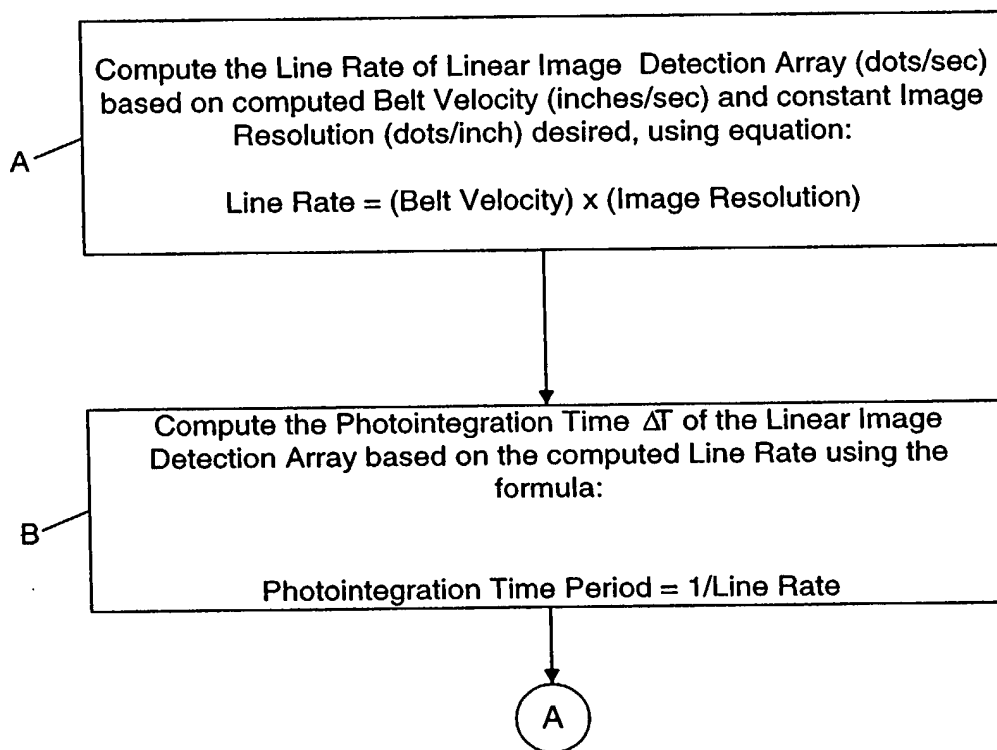 Compute the Line Rate of Linear Image Detection Array (dots/sec)
based on computed Belt Velocity (inches/sec) and constant Image
Resolution (dots/inch) desired, using equation:
A
Line Rate = (Belt Velocity) x (Image Resolution)
Compute the Photointegration Time ΔT of the Linear Image
Detection Array based on the computed Line Rate using the
formula:
B
Photointegration Time Period = 1/Line Rate
A